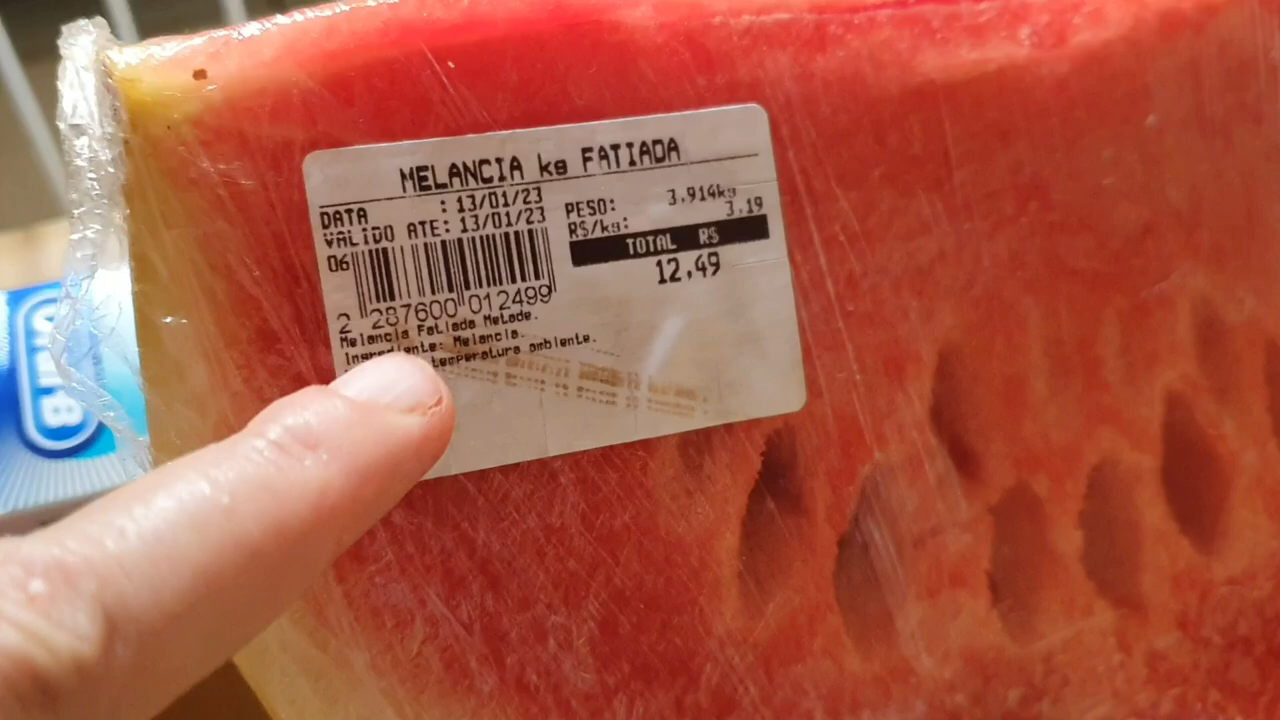 MELANCIA kg FATIADA
DATA : 13/01/23
VALIDO ATE: 13/01/23
PESO: 3,914kg
R$/kg: 3,19
TOTAL R$
12,49
06
2 287600 012499
Melancia Fatiada Metade.
Ingrediente: Melancia.
temperatura ambiente.